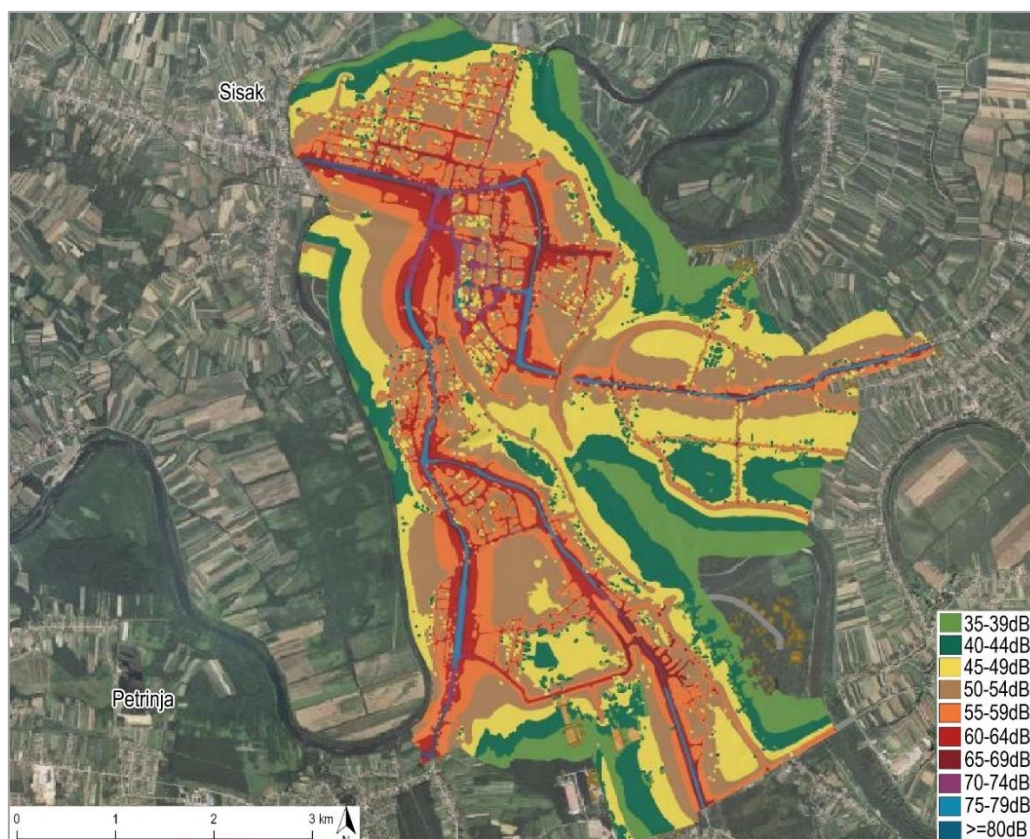 Sisak
Petrinja
35-39dB
40-44dB
45-49dB
50-54dB
55-59dB
60-64dB
65-69dB
70-74dB
75-79dB
>=80dB
0 1 2 3 km
N